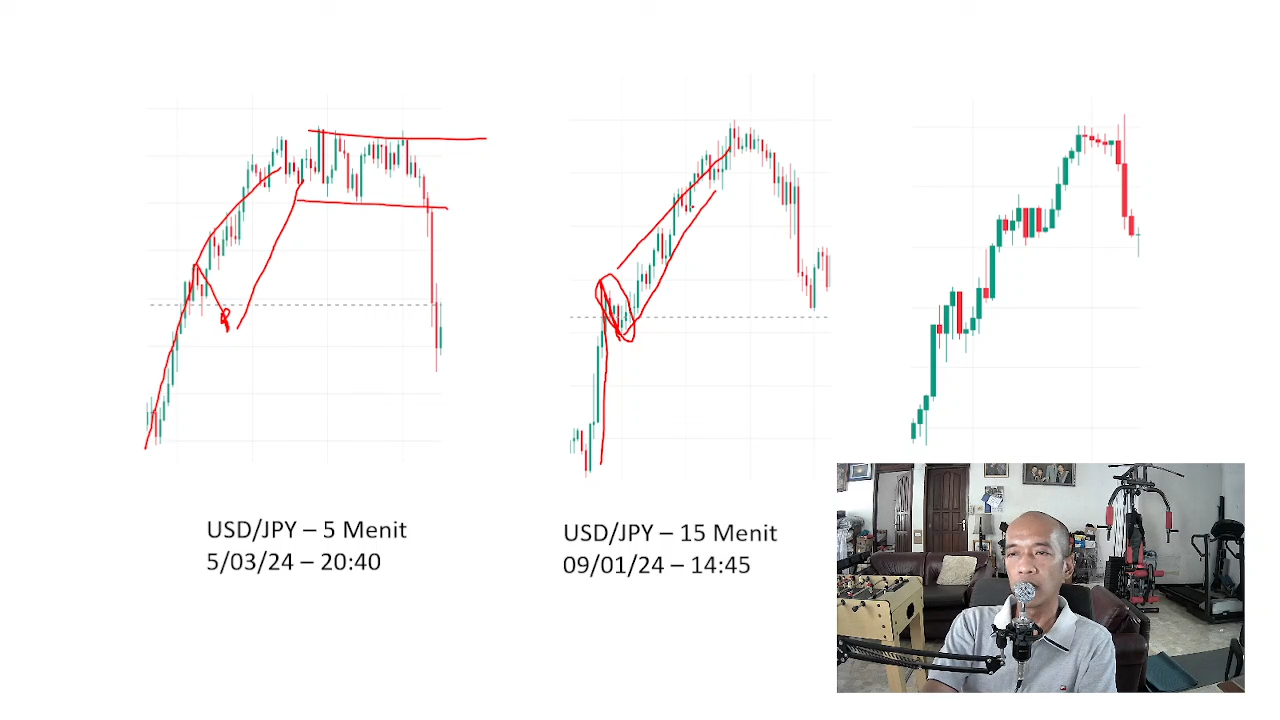 USD/JPY – 5 Menit
5/03/24 – 20:40
USD/JPY – 15 Menit
09/01/24 – 14:45